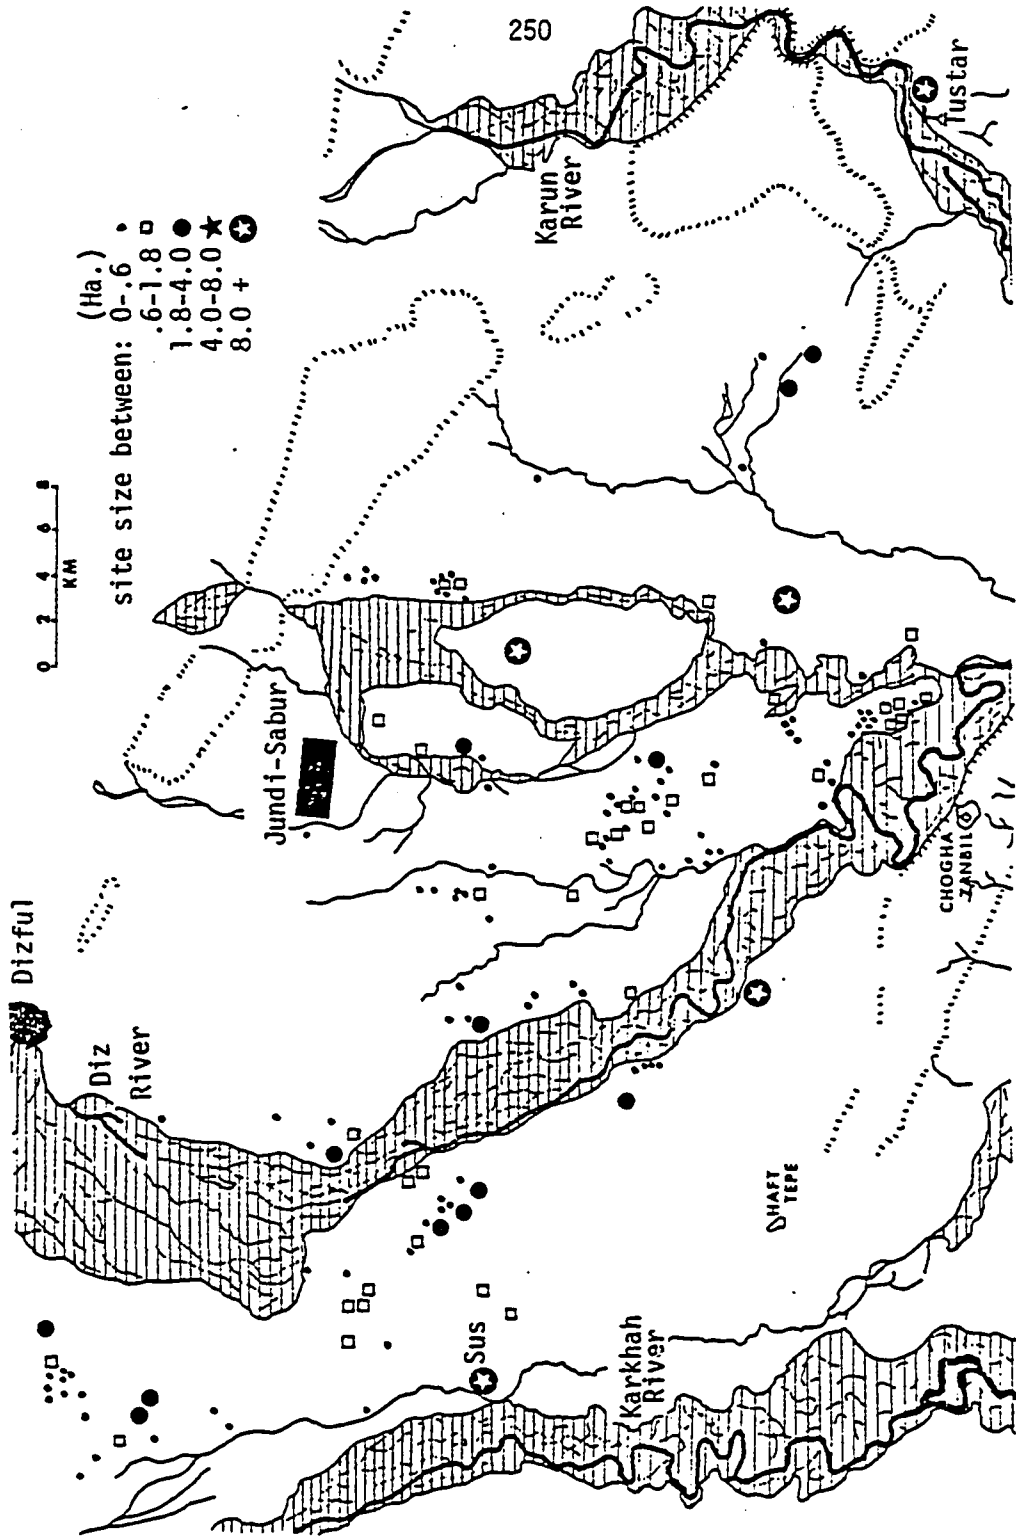 250
(Ha.)
site size between: 0-.6
.6-1.8
1.8-4.0
4.0-8.0
8.0 +
0 2 4 6 8
KM
Dizful
Diz
River
Jundi-Sabur
Karun
River
Tustar
Sus
Karkhah
River
HAFT
TEPE
CHOGHA
ZANBIL